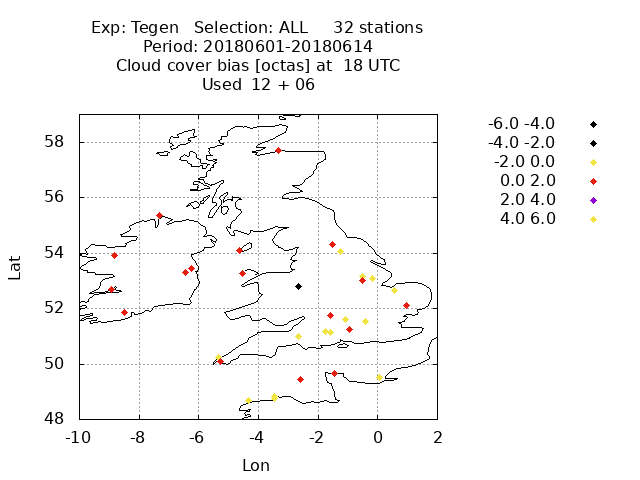 Exp: Tegen Selection: ALL 32 stations
Period: 20180601-20180614
Cloud cover bias [octas] at 18 UTC
Used 12 + 06
-6.0 -4.0
-4.0 -2.0
-2.0 0.0
0.0 2.0
2.0 4.0
4.0 6.0
58
56
54
52
50
48
Lat
-10 -8 -6 -4 -2 0 2
Lon